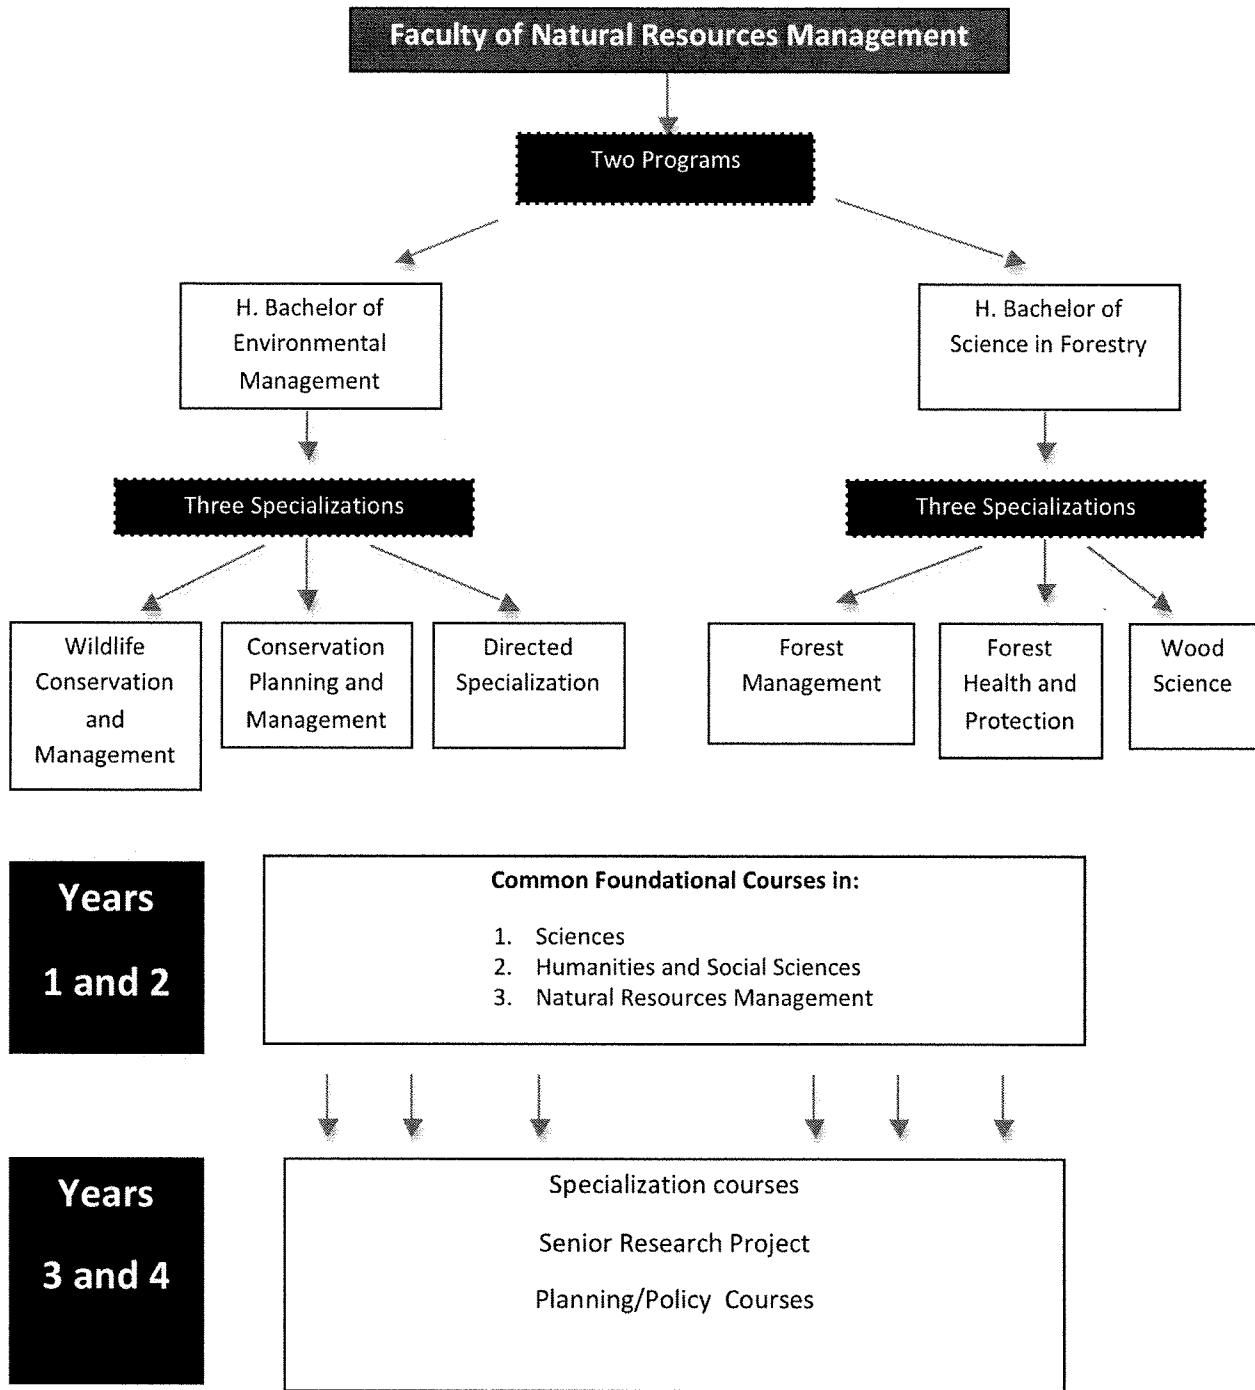 Faculty of Natural Resources Management
Two Programs
H. Bachelor of
Environmental
Management
H. Bachelor of
Science in Forestry
Three Specializations
Three Specializations
Wildlife
Conservation
and
Management
Conservation
Planning and
Management
Directed
Specialization
Forest
Management
Forest
Health and
Protection
Wood
Science
Years
1 and 2
Common Foundational Courses in:
1. Sciences
2. Humanities and Social Sciences
3. Natural Resources Management
Years
3 and 4
Specialization courses
Senior Research Project
Planning/Policy Courses